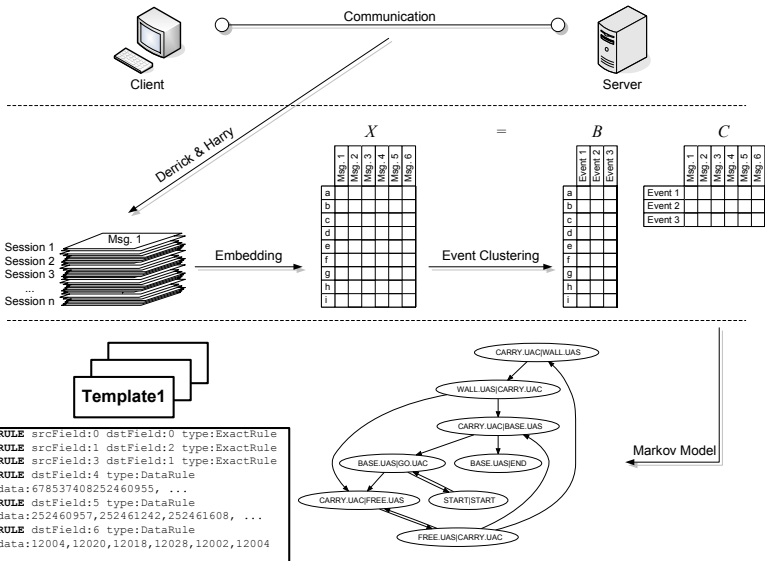 Communication
Client
Server
Derrick & Harry
X = B C
Msg. 1
Msg. 2
Msg. 3
Msg. 4
Msg. 5
Msg. 6
a
b
c
d
e
f
g
h
i
Event 1
Event 2
Event 3
a
b
c
d
e
f
g
h
i
Msg. 1
Msg. 2
Msg. 3
Msg. 4
Msg. 5
Msg. 6
Event 1
Event 2
Event 3
Msg. 1
Session 1
Session 2
Session 3
...
Session n
Embedding
Event Clustering
Template1
RULE srcField:0 dstField:0 type:ExactRule
RULE srcField:1 dstField:2 type:ExactRule
RULE srcField:3 dstField:1 type:ExactRule
RULE dstField:4 type:DataRule
data:678537408252460955, ...
RULE dstField:5 type:DataRule
data:252460957,252461242,252461608, ...
RULE dstField:6 type:DataRule
data:12004,12020,12018,12028,12002,12004
CARRY.UAC|WALL.UAS
WALL.UAS|CARRY.UAC
CARRY.UAC|BASE.UAS
BASE.UAS|GO.UAC
BASE.UAS|END
CARRY.UAC|FREE.UAS
START|START
FREE.UAS|CARRY.UAC
Markov Model